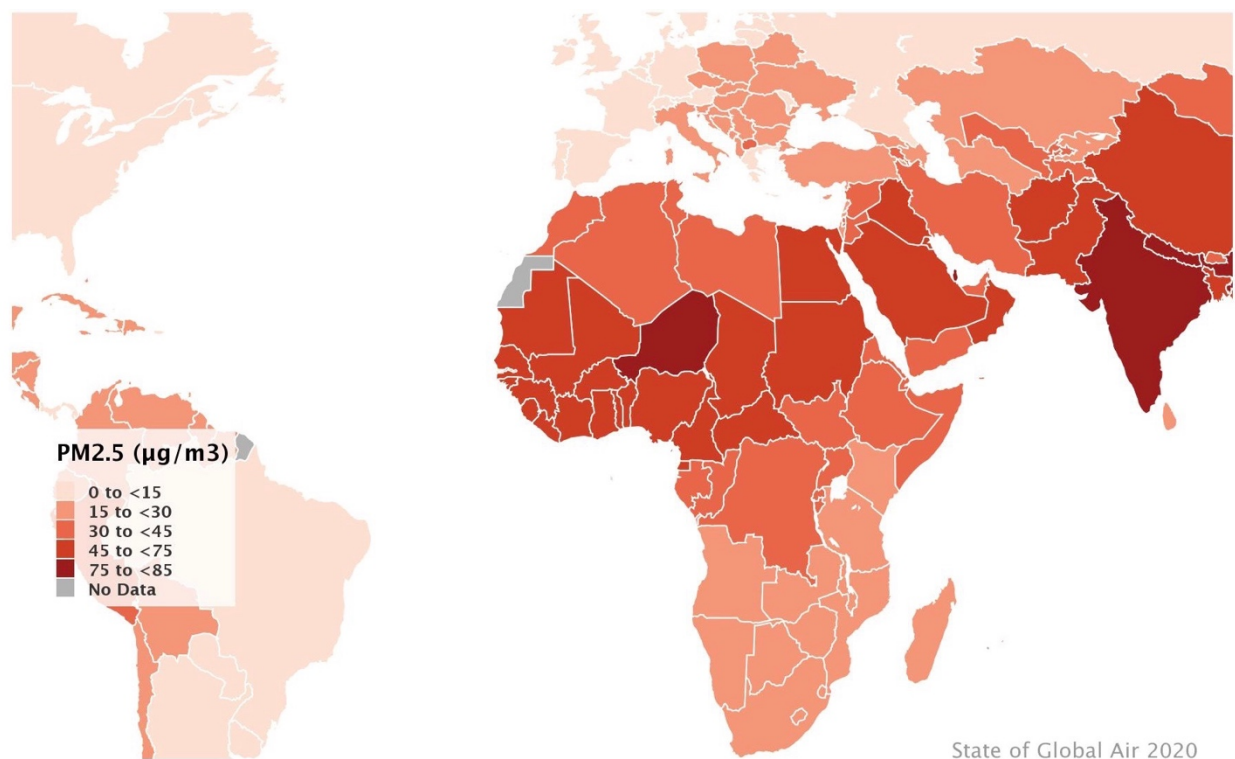 PM2.5 (µg/m3)
0 to <15
15 to <30
30 to <45
45 to <75
75 to <85
No Data
State of Global Air 2020